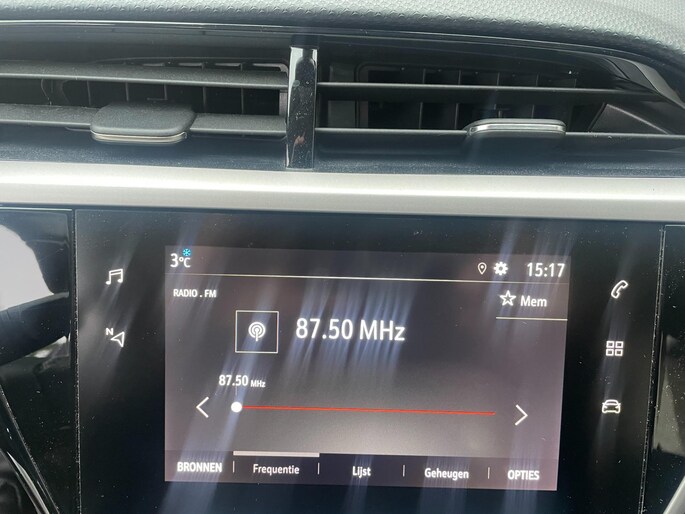 3°C 15:17
RADIO . FM Mem
87.50 MHz
N
87.50 MHz
BRONNEN Frequentie Lijst Geheugen OPTIES